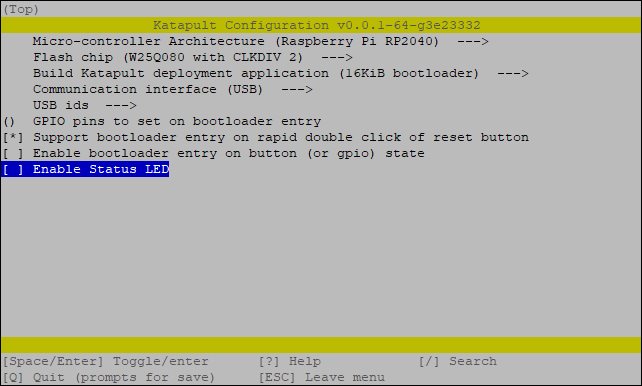 (Top)
Katapult Configuration v0.0.1-64-g3e23332
Micro-controller Architecture (Raspberry Pi RP2040)  --->
Flash chip (W25Q080 with CLKDIV 2)  --->
Build Katapult deployment application (16KiB bootloader)  --->
Communication interface (USB)  --->
USB ids  --->
()  GPIO pins to set on bootloader entry
[*] Support bootloader entry on rapid double click of reset button
[ ] Enable bootloader entry on button (or gpio) state
[ ] Enable Status LED
[Space/Enter] Toggle/enter    [?] Help    [/] Search
[Q] Quit (prompts for save)    [ESC] Leave menu